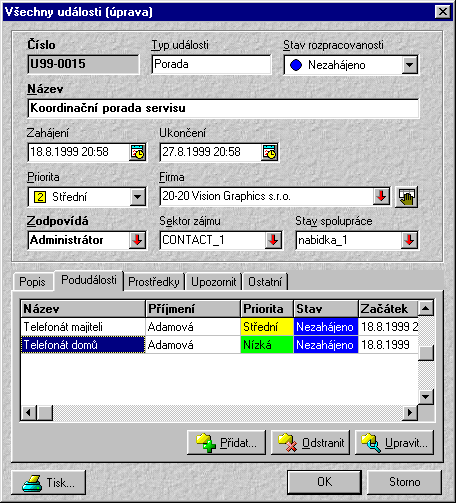 Všechny události (úprava)
Číslo Typ události Stav rozpracovanosti
U99-0015 Porada Nezahájeno
Název
Koordinační porada servisu
Zahájení Ukončení
18.8.1999 20:58 27.8.1999 20:58
Priorita Firma
2 Střední 20-20 Vision Graphics s.r.o.
Zodpovídá Sektor zájmu Stav spolupráce
Administrátor CONTACT_1 nabidka_1
Popis Podudálosti Prostředky Upozornit Ostatní
Název Příjmení Priorita Stav Začátek
Telefonát majiteli Adamová Střední Nezahájeno 18.8.1999 2
Telefonát domů Adamová Nízká Nezahájeno 18.8.1999
Přidat... Odstranit Upravit...
Tisk... OK Storno